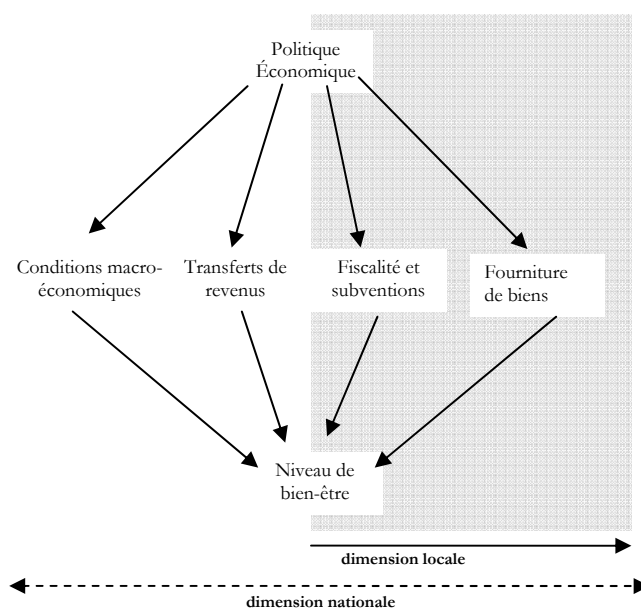 Politique
Économique
Conditions macro-
économiques
Transferts de
revenus
Fiscalité et
subventions
Fourniture
de biens
Niveau de
bien-être
dimension locale
dimension nationale